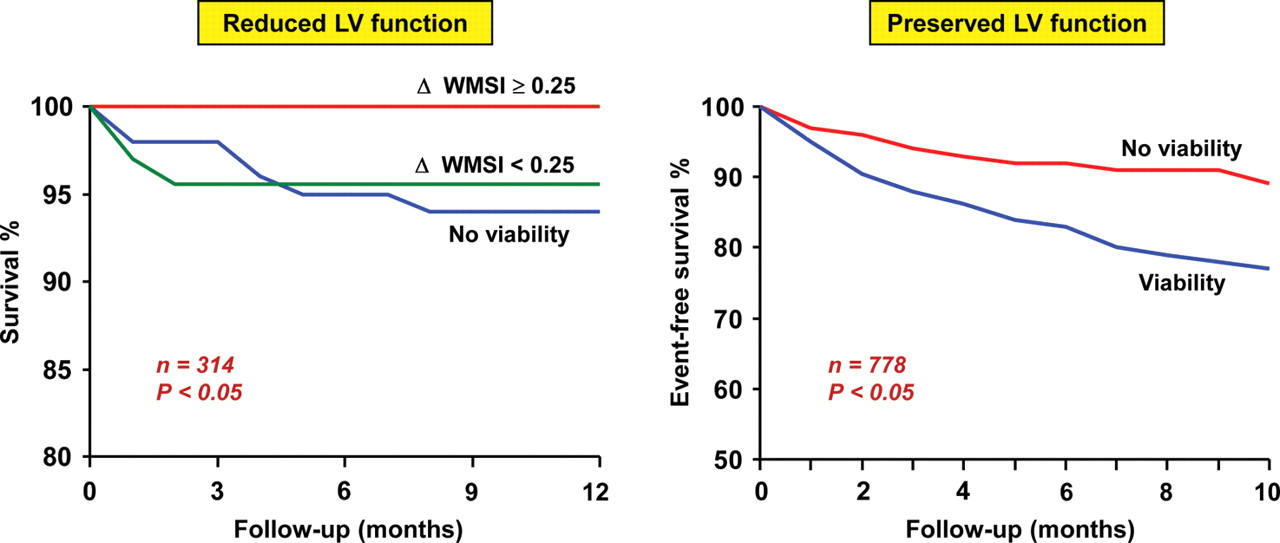 Reduced LV function
Δ WMSI ≥ 0.25
Δ WMSI < 0.25
No viability
n = 314
P < 0.05
Survival %
100
95
90
85
80
0 3 6 9 12
Follow-up (months)
Preserved LV function
No viability
Viability
n = 778
P < 0.05
Event-free survival %
100
90
80
70
60
50
0 2 4 6 8 10
Follow-up (months)